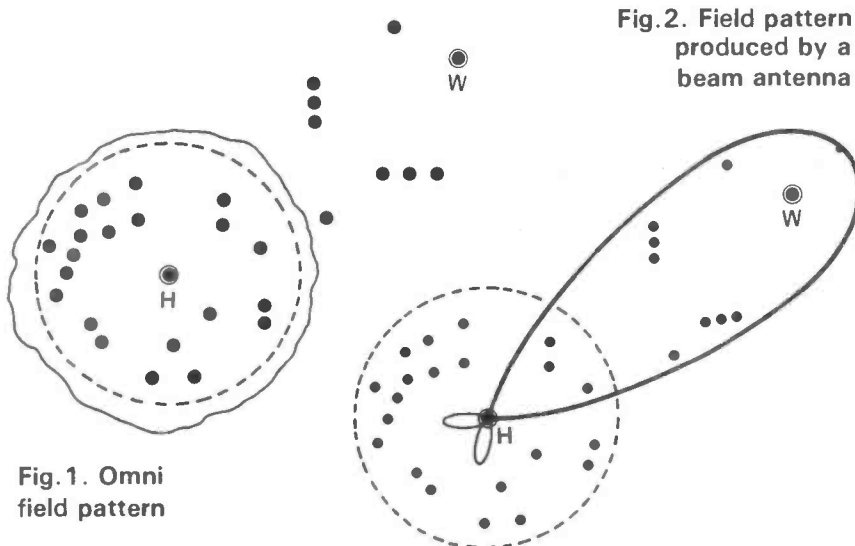 Fig.2. Field pattern
produced by a
beam antenna
W
H
W
H
Fig.1. Omni
field pattern